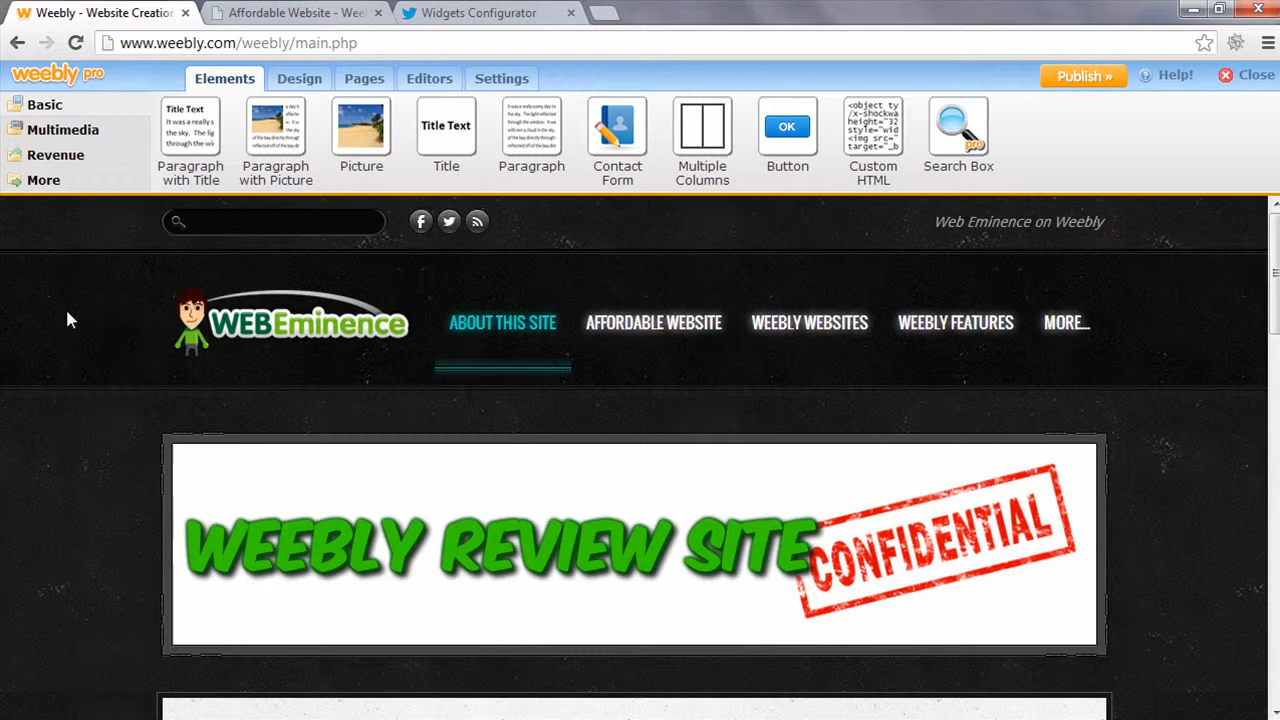 Weebly - Website Creation
Affordable Website - Wee
Widgets Configurator
www.weebly.com/weebly/main.php
weebly pro
Elements
Design
Pages
Editors
Settings
Publish »
Help!
Close
Basic
Multimedia
Revenue
More
Title Text
Title Text
OK
pro
Paragraph
with Title
Paragraph
with Picture
Picture
Title
Paragraph
Contact
Form
Multiple
Columns
Button
Custom
HTML
Search Box
Web Eminence on Weebly
WEBEminence
ABOUT THIS SITE
AFFORDABLE WEBSITE
WEEBLY WEBSITES
WEEBLY FEATURES
MORE...
WEEBLY REVIEW SITE
CONFIDENTIAL